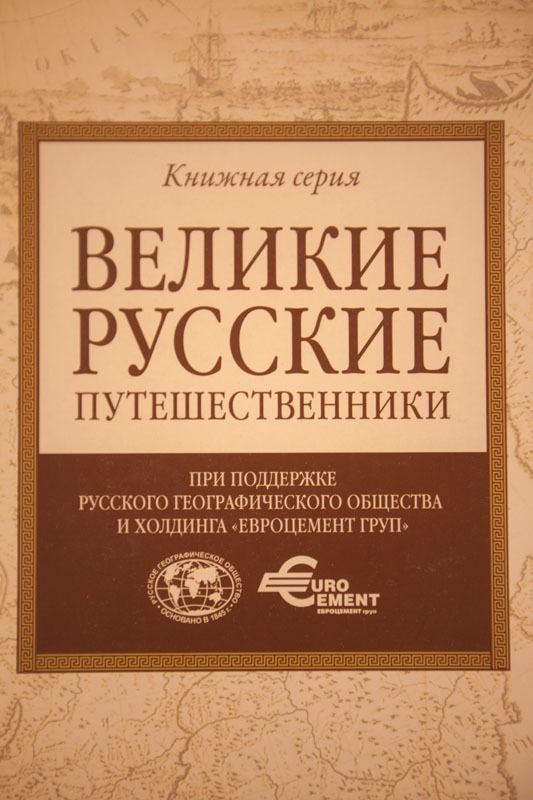 ОКЕАНЪ
Книжная серия
ВЕЛИКИЕ
РУССКИЕ
ПУТЕШЕСТВЕННИКИ
ПРИ ПОДДЕРЖКЕ
РУССКОГО ГЕОГРАФИЧЕСКОГО ОБЩЕСТВА
И ХОЛДИНГА «ЕВРОЦЕМЕНТ ГРУП»
РУССКОЕ ГЕОГРАФИЧЕСКОЕ ОБЩЕСТВО
• ОСНОВАНО В 1845 г. •
EURO
CEMENT
ЕВРОЦЕМЕНТ груп